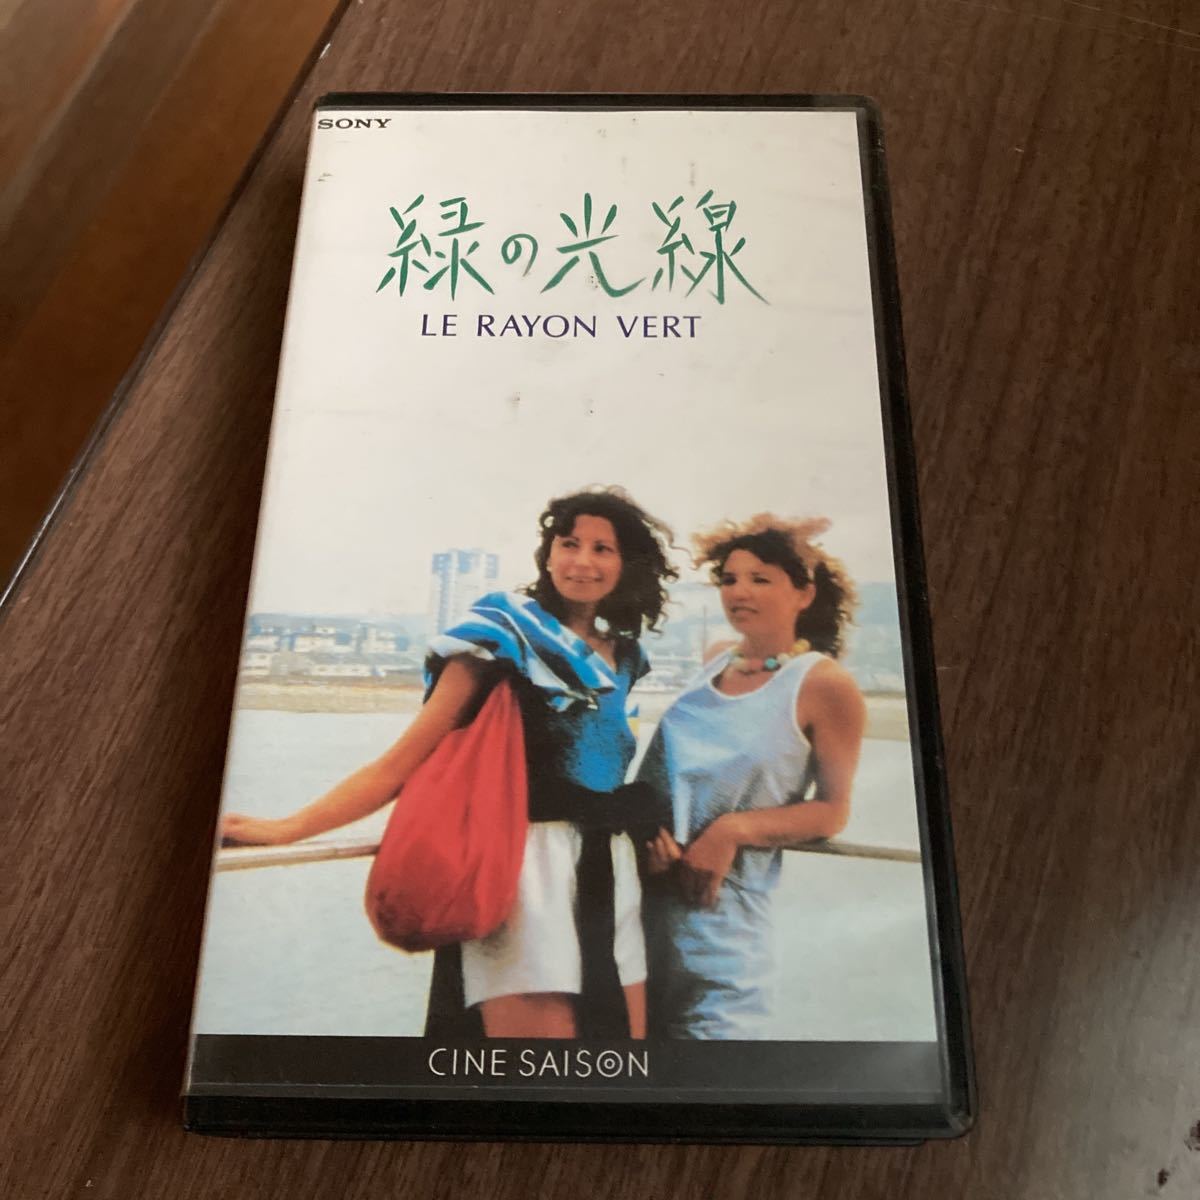 SONY
緑の光線
LE RAYON VERT
CINE SAISON